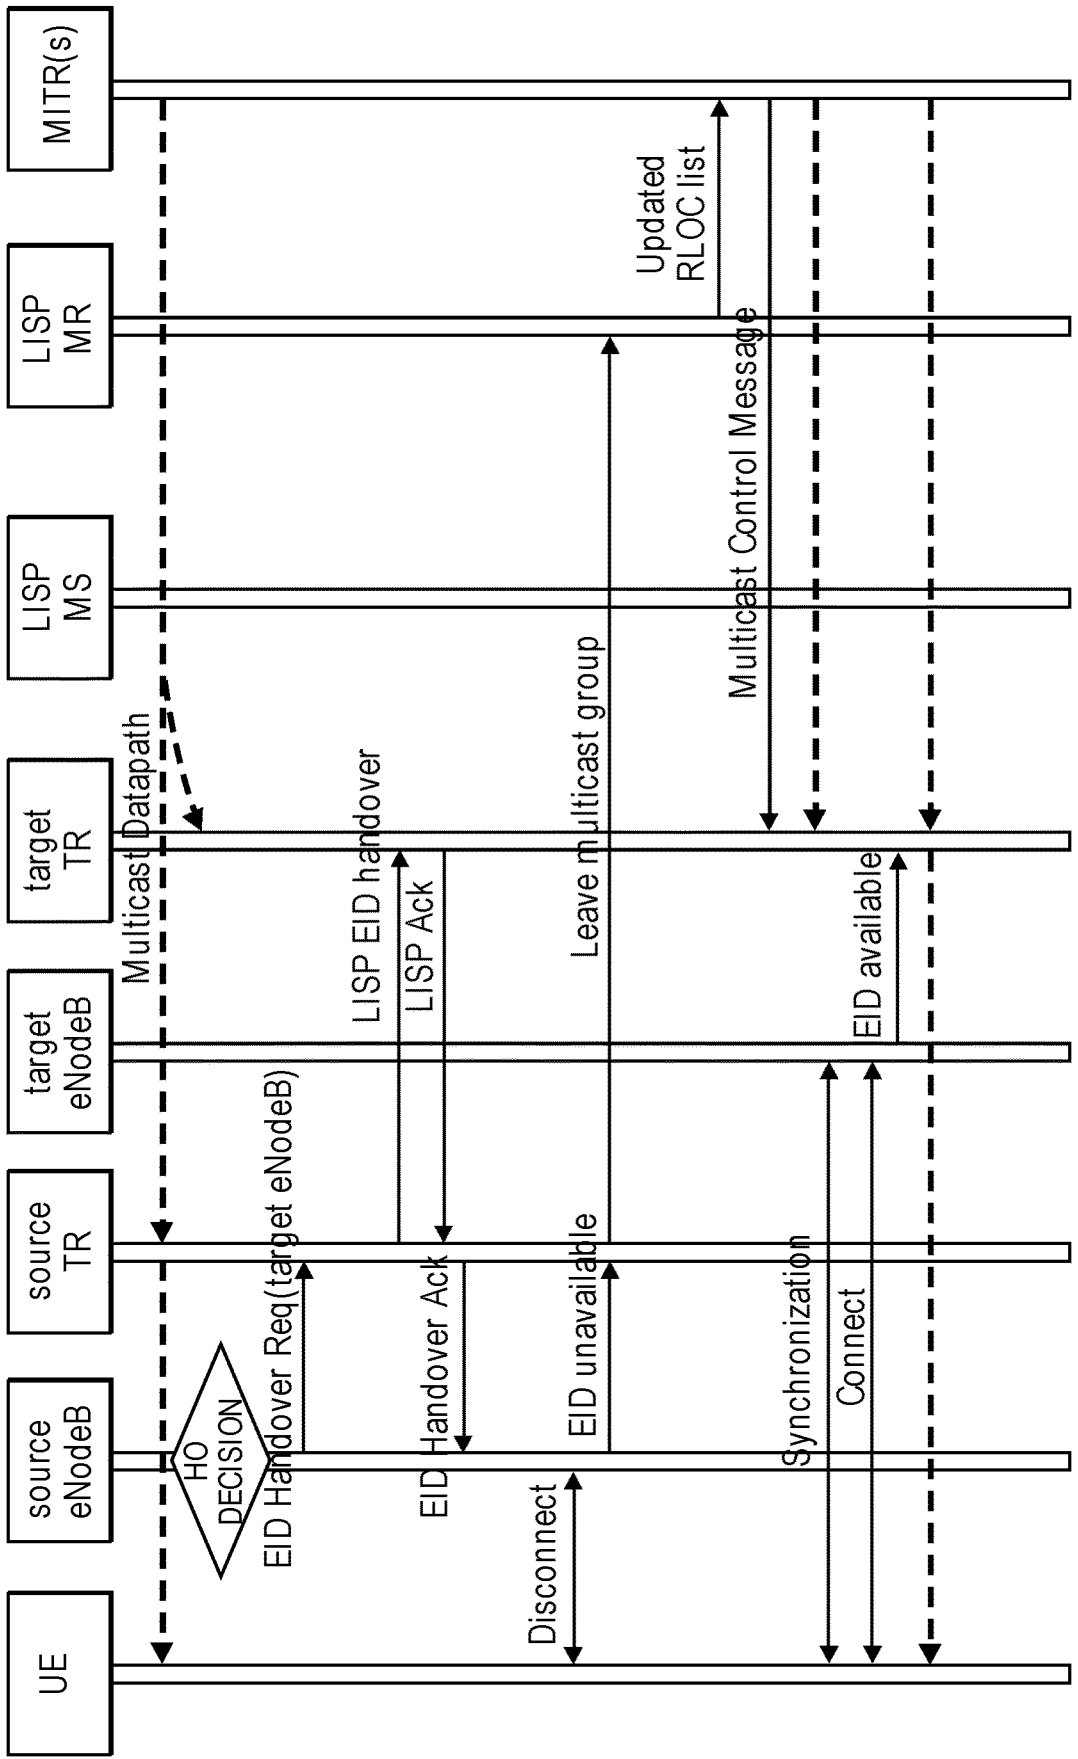 UE
source
eNodeB
source
TR
target
eNodeB
target
TR
LISP
MS
LISP
MR
MITR(s)
Multicast Datapath
HO
DECISION
EID Handover Req(target eNodeB)
LISP EID handover
LISP Ack
EID Handover Ack
Disconnect
EID unavailable
Leave multicast group
Updated
RLOC list
Multicast Control Message
Synchronization
Connect
EID available